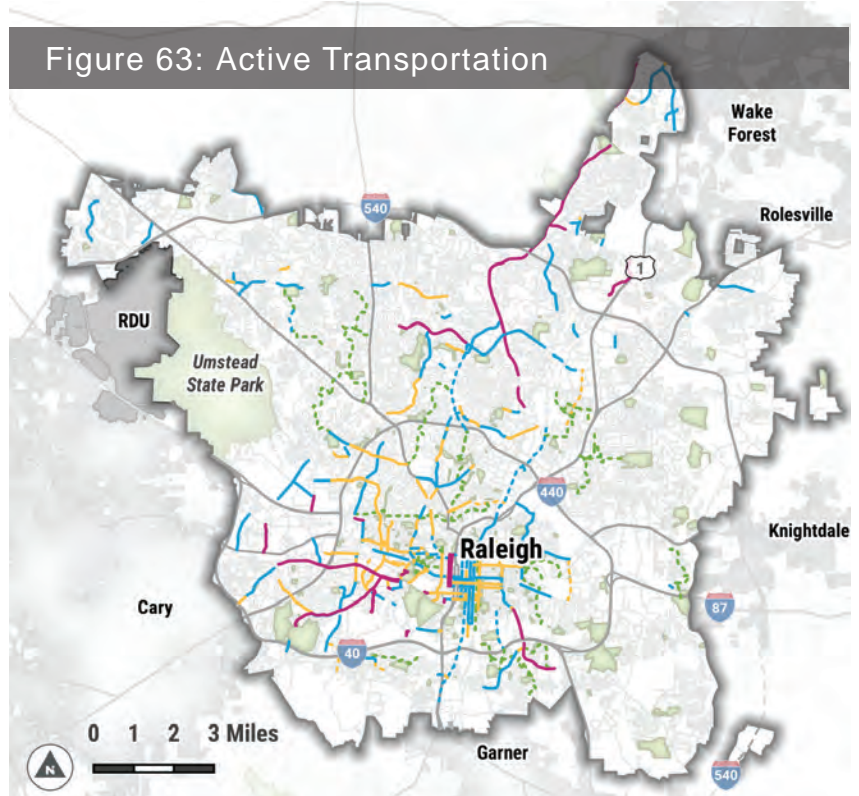 Figure 63: Active Transportation
Wake
Forest
Rolesville
540
1
RDU
Umstead
State Park
440
Raleigh
Knightdale
Cary
87
40
0 1 2 3 Miles
Garner
N
540